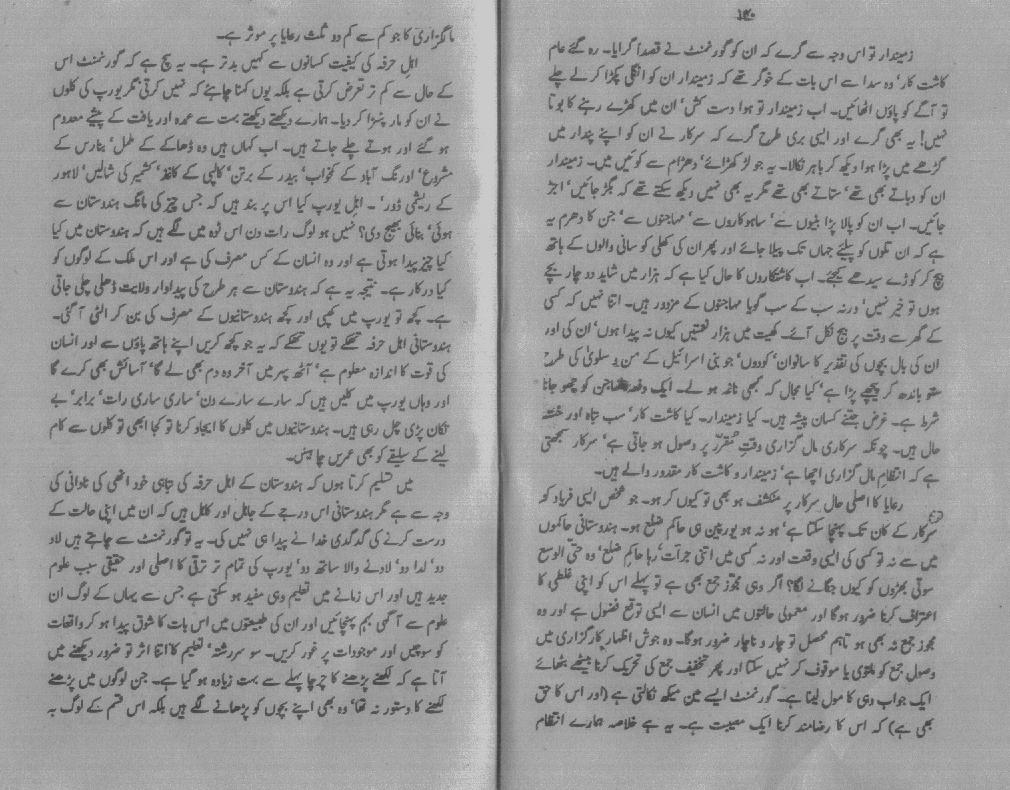 ۱۴۰
زمیندار تو اس وجہ سے گرے کہ ان کو گورنمنٹ نے قصداً گرایا۔ رہ گئے عام
کاشت کار‘ وہ سدا سے اس بات کے خوگر تھے کہ زمیندار ان کو انگلی پکڑا کر لے چلے
تو آگے کو پاؤں اٹھائیں۔ اب زمیندار تو ہوا دست کش‘ ان میں کھڑے رہنے کا بوتا
نہیں! یہ بھی گرے اور ایسی بری طرح گرے کہ سرکار نے ان کو اپنے پندار میں
گڑھے میں پڑا ہوا دیکھ کر باہر نکالا۔ یہ جو لڑکھڑائے‘ دھڑام سے کوئیں میں۔ زمیندار
ان کو دباتے بھی تھے‘ ستاتے بھی تھے مگر یہ بھی نہیں دیکھ سکتے تھے کہ بگڑ جائیں‘ اجڑ
جائیں۔ اب ان کو پالا پڑا بنیوں سے‘ ساہوکاروں سے‘ مہاجنوں سے‘ جن کا دھرم یہ
ہے کہ ان تلوں کو پیلئے جہاں تک پیلا جائے اور پھر ان کی کھلی کو سانی والوں کے ہاتھ
بیچ کر کوڑے سیدھے کیجئے۔ اب کاشتکاروں کا حال کیا ہے کہ ہزار میں شاید دو چار بچے
ہوں تو خیر نہیں‘ ورنہ سب کے سب گویا مہاجنوں کے مزدور ہیں۔ اتنا نہیں کہ کسی
کے گھر سے وقت پر بیج نکل آئے۔ کھیت میں ہزار نعمتیں کیوں نہ پیدا ہوں‘ ان کی اور
ان کی بال بچوں کی تقدیر کا سانواں‘ کودوں‘ جو بنی اسرائیل کے من و سلویٰ کی طرح
ستو باندھ کر پیچھے پڑا ہے‘ کیا مجال کہ کبھی ناغہ ہو لے۔ ایک دفعہ مہاجن کو چھو جانا
شرط ہے۔ غرض جتنے کسان پیشہ ہیں۔ کیا زمیندار۔ کیا کاشت کار‘ سب تباہ اور خستہ
حال ہیں۔ چونکہ سرکاری مال گزاری وقتِ مقرر پر وصول ہو جاتی ہے‘ سرکار سمجھتی
ہے کہ انتظامِ مال گزاری اچھا ہے‘ زمیندار و کاشت کار مقدور والے ہیں۔
رعایا کا اصلی حال سرکار پر منکشف ہو بھی تو کیوں کر ہو۔ جو شخص ایسی فریاد کو
سرکار کے کان تک پہنچا سکتا ہے‘ ہو نہ ہو یورپین ہی حاکم ضلع ہو۔ ہندوستانی حاکموں
میں سے نہ تو کسی کی ایسی وقعت اور نہ کسی میں اتنی جرأت‘ رہا حاکم ضلع‘ وہ حتی الوسع
سوتی بھڑوں کو کیوں جگانے لگا؟ اگر وہی مجوز جمع بھی ہے تو پہلے اس کو اپنی غلطی کا
اعتراف کرنا ضرور ہوگا اور معمولی حالتوں میں انسان سے ایسی توقع فضول ہے اور وہ
مجوز جمع نہ بھی ہو تاہم محصل تو چار و ناچار ضرور ہوگا۔ وہ جوش اظہارِ کارگزاری میں
وصول جمع کو ملتوی یا موقوف کر نہیں سکتا اور پھر تخفیف جمع کی تحریک کرنا بیٹھے بٹھائے
ایک جواب دہی کا مول لینا ہے۔ گورنمنٹ ایسے مین میکھ نکالتی ہے (اور اس کا حق
بھی ہے) کہ اس کا رضامند کرنا ایک مصیبت ہے۔ یہ ہے خلاصہ ہمارے انتظام
مالگزاری کا جو کم سے کم دو ثلث رعایا پر موثر ہے۔
اہلِ حرفہ کی کیفیت کسانوں سے کہیں بدتر ہے۔ یہ سچ ہے کہ گورنمنٹ اس
کے حال سے کم تر تعرض کرتی ہے بلکہ یوں کہنا چاہئے کہ نہیں کرتی مگر یورپ کی کلوں
نے ان کو مار پٹڑا کر دیا۔ ہمارے دیکھتے دیکھتے بہت سے عمدہ اور یافت کے پیشے معدوم
ہو گئے اور ہوتے چلے جاتے ہیں۔ اب کہاں ہیں وہ ڈھاکے کے ململ‘ بنارس کے
مشروع‘ اورنگ آباد کے کمخواب‘ بیدر کے برتن‘ کالپی کے کاغذ‘ کشمیر کی شالیں‘ لاہور
کے ریشمی ڈور‘۔ اہل یورپ کیا اس پر بند ہیں کہ جس چیز کی مانگ ہندوستان سے
ہوئی‘ بنائی بھیج دی؟ نہیں ہو لوگ رات دن اس ٹوہ میں لگے ہیں کہ ہندوستان میں کیا
کیا چیز پیدا ہوتی ہے اور وہ انسان کے کس مصرف کی ہے اور اس ملک کے لوگوں کو
کیا درکار ہے۔ نتیجہ یہ ہے کہ ہندوستان سے ہر طرح کی پیداوار ولایت ڈھلی چلی جاتی
ہے۔ کچھ تو یورپ میں کھپی اور کچھ ہندوستانیوں کے مصرف کی بن کر الٹی آ گئی۔
ہندوستانی اہل حرفہ تھکے تو یوں تھکے کہ یہ جو کچھ کریں اپنے ہاتھ پاؤں سے اور انسان
کی قوت کا اندازہ معلوم ہے‘ آٹھ پہر میں آخر وہ دم بھی لے گا‘ آسائش بھی کرے گا
اور وہاں یورپ میں کلیں ہیں کہ سارے سارے دن‘ ساری ساری رات‘ برابر‘ بے
تکان پڑی چل رہی ہیں۔ ہندوستانیوں میں کلوں کا ایجاد کرنا تو کجا ابھی تو کلوں سے کام
لینے کے سلیقے کو بھی عمریں چاہئیں۔
میں تسلیم کرتا ہوں کہ ہندوستان کے اہل حرفہ کی تباہی خود انھی کی نادانی کی
وجہ سے ہے مگر ہندوستانی اس درجے کے جاہل اور کاہل ہیں کہ ان میں اپنی حالت کے
درست کرنے کی گدگدی خدا نے پیدا ہی نہیں کی۔ یہ تو گورنمنٹ سے چاہتے ہیں لاد
دو‘ لدا دو‘ لادنے والا ساتھ دو‘ یورپ کی تمام تر ترقی کا اصلی اور حقیقی سبب علوم
جدید ہیں اور اس زمانے میں تعلیم وہی مفید ہو سکتی ہے جس سے یہاں کے لوگ ان
علوم سے آگہی بہم پہنچائیں اور ان کی طبیعتوں میں اس بات کا شوق پیدا ہو کر واقعات
کو سوچیں اور موجودات پر غور کریں۔ سو سررشتہ‘ تعلیم کا اتنا اثر تو ضرور دیکھنے میں
آتا ہے کہ لکھنے پڑھنے کا چرچا پہلے سے بہت زیادہ ہو گیا ہے۔ جن لوگوں میں پڑھنے
لکھنے کا دستور نہ تھا‘ وہ بھی اپنے بچوں کو پڑھانے لگے ہیں بلکہ اس قسم کے لوگ بہ